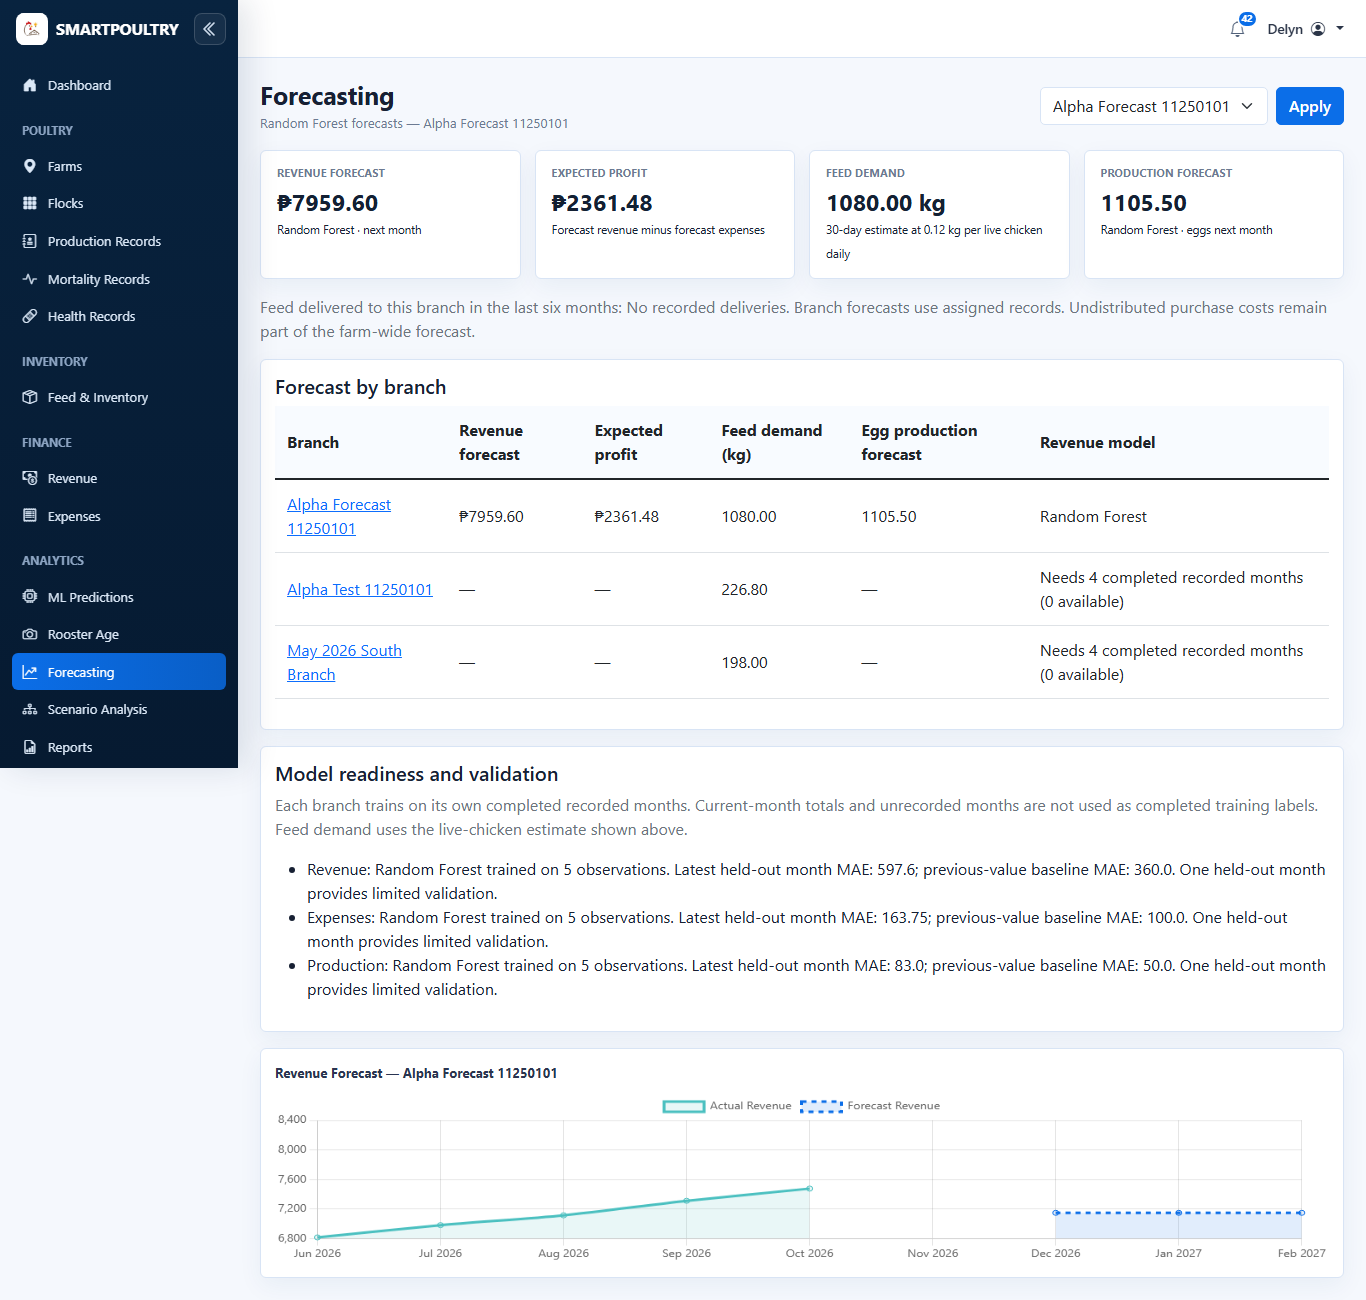 SMARTPOULTRY
42
Delyn
Dashboard
POULTRY
Farms
Flocks
Production Records
Mortality Records
Health Records
INVENTORY
Feed & Inventory
FINANCE
Revenue
Expenses
ANALYTICS
ML Predictions
Rooster Age
Forecasting
Scenario Analysis
Reports
Forecasting
Random Forest forecasts — Alpha Forecast 11250101
Alpha Forecast 11250101
Apply
REVENUE FORECAST
₱7959.60
Random Forest · next month
EXPECTED PROFIT
₱2361.48
Forecast revenue minus forecast expenses
FEED DEMAND
1080.00 kg
30-day estimate at 0.12 kg per live chicken
daily
PRODUCTION FORECAST
1105.50
Random Forest · eggs next month
Feed delivered to this branch in the last six months: No recorded deliveries. Branch forecasts use assigned records. Undistributed purchase costs remain
part of the farm-wide forecast.
Forecast by branch
Branch
Revenue
forecast
Expected
profit
Feed demand
(kg)
Egg production
forecast
Revenue model
Alpha Forecast
11250101
₱7959.60
₱2361.48
1080.00
1105.50
Random Forest
Alpha Test 11250101
—
—
226.80
—
Needs 4 completed recorded months
(0 available)
May 2026 South
Branch
—
—
198.00
—
Needs 4 completed recorded months
(0 available)
Model readiness and validation
Each branch trains on its own completed recorded months. Current-month totals and unrecorded months are not used as completed training labels.
Feed demand uses the live-chicken estimate shown above.
• Revenue: Random Forest trained on 5 observations. Latest held-out month MAE: 597.6; previous-value baseline MAE: 360.0. One held-out month
provides limited validation.
• Expenses: Random Forest trained on 5 observations. Latest held-out month MAE: 163.75; previous-value baseline MAE: 100.0. One held-out
month provides limited validation.
• Production: Random Forest trained on 5 observations. Latest held-out month MAE: 83.0; previous-value baseline MAE: 50.0. One held-out month
provides limited validation.
Revenue Forecast — Alpha Forecast 11250101
Actual Revenue
Forecast Revenue
8,400
8,000
7,600
7,200
6,800
Jun 2026
Jul 2026
Aug 2026
Sep 2026
Oct 2026
Nov 2026
Dec 2026
Jan 2027
Feb 2027